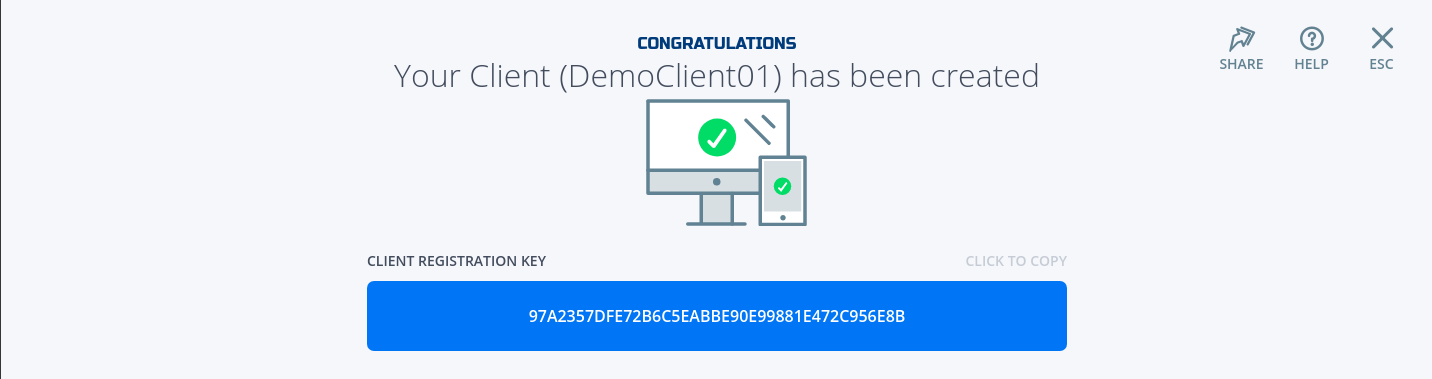 CONGRATULATIONS
Your Client (DemoClient01) has been created
SHARE
HELP
ESC
CLIENT REGISTRATION KEY
CLICK TO COPY
97A2357DFE72B6C5EABBE90E99881E472C956E8B